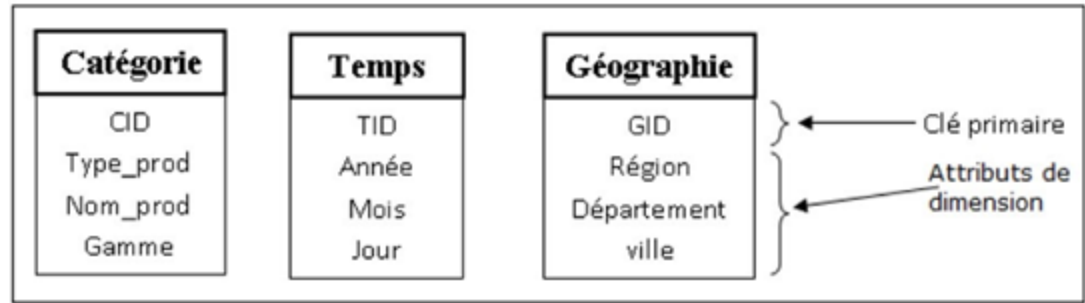 Catégorie
CID
Type_prod
Nom_prod
Gamme
Temps
TID
Année
Mois
Jour
Géographie
GID
Région
Département
ville
Clé primaire
Attributs de
dimension